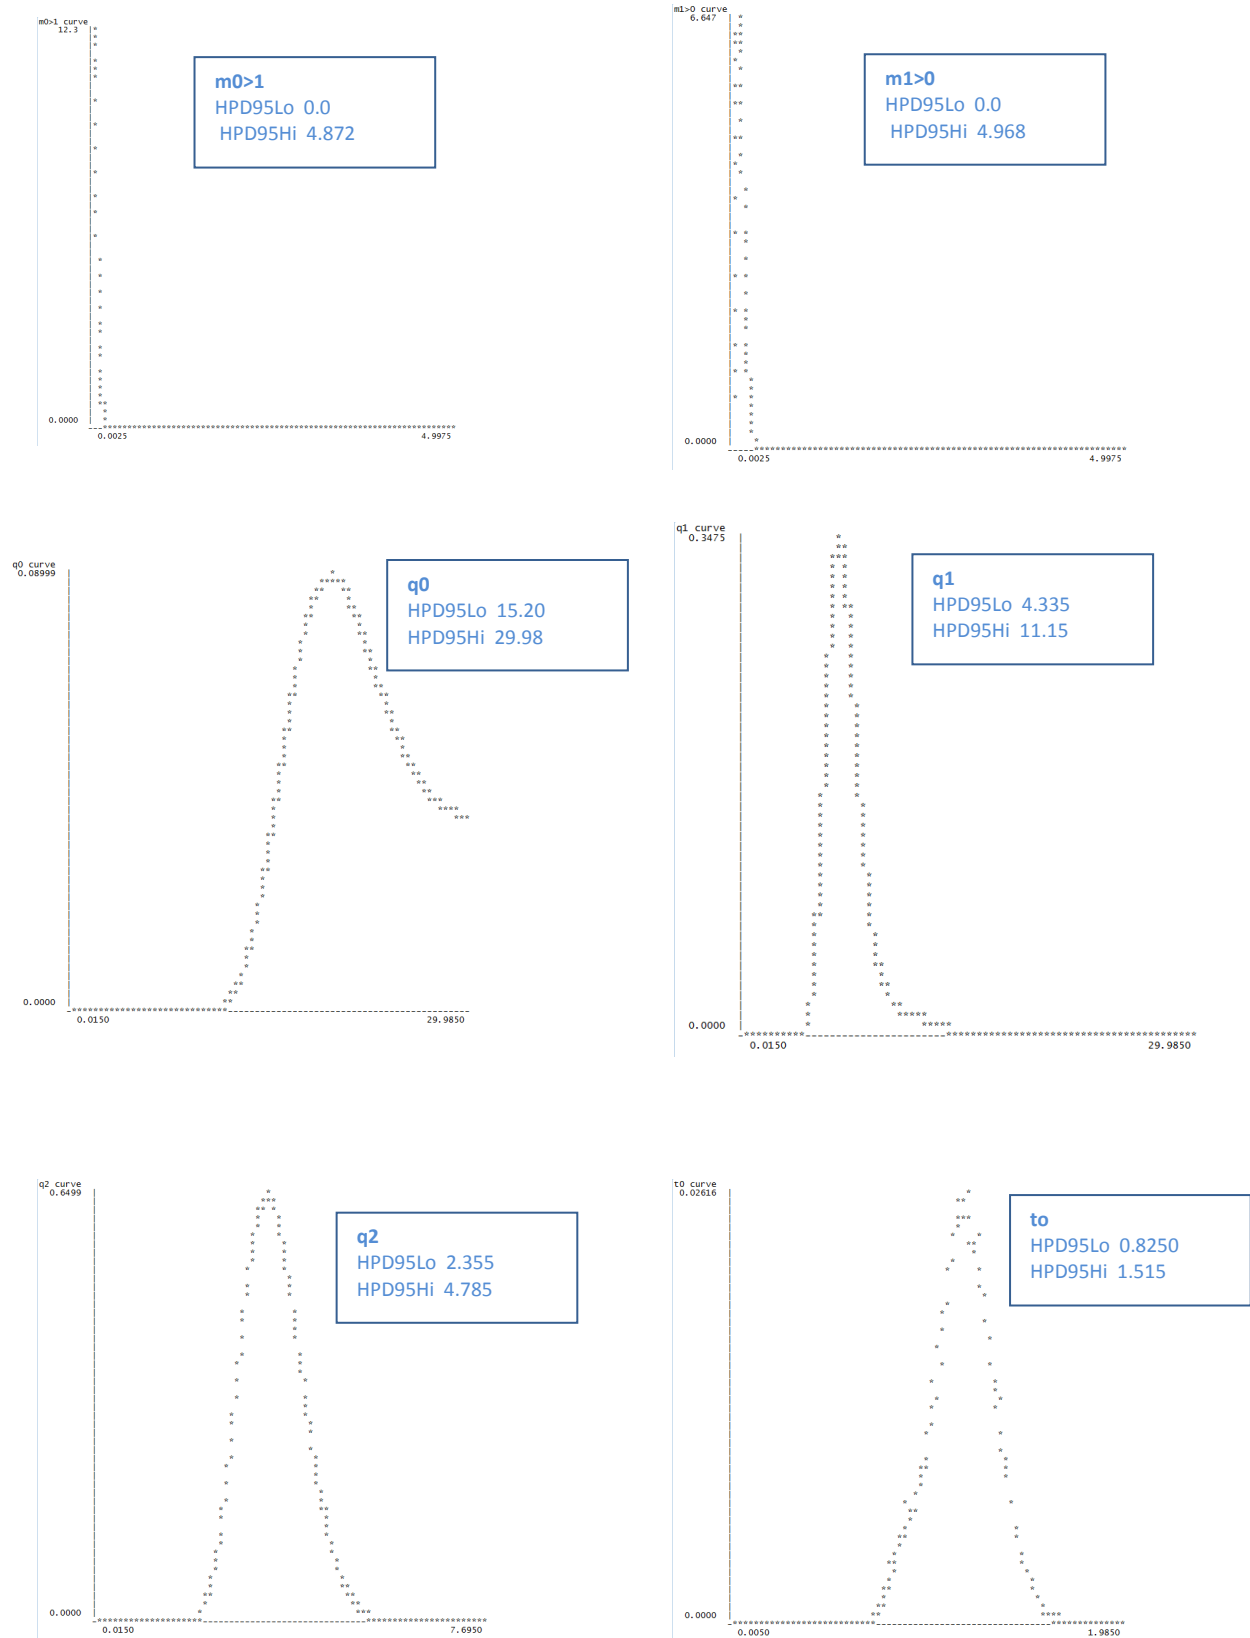 m0>1 curve
12.3
m0>1
HPD95Lo 0.0
HPD95Hi 4.872
0.0000
0.0025 4.9975
m1>0 curve
6.647
m1>0
HPD95Lo 0.0
HPD95Hi 4.968
0.0000
0.0025 4.9975
q0 curve
0.08999
q0
HPD95Lo 15.20
HPD95Hi 29.98
0.0000
0.0150 29.9850
q1 curve
0.3475
q1
HPD95Lo 4.335
HPD95Hi 11.15
0.0000
0.0150 29.9850
q2 curve
0.6499
q2
HPD95Lo 2.355
HPD95Hi 4.785
0.0000
0.0150 7.6950
t0 curve
0.02616
to
HPD95Lo 0.8250
HPD95Hi 1.515
0.0000
0.0050 1.9850